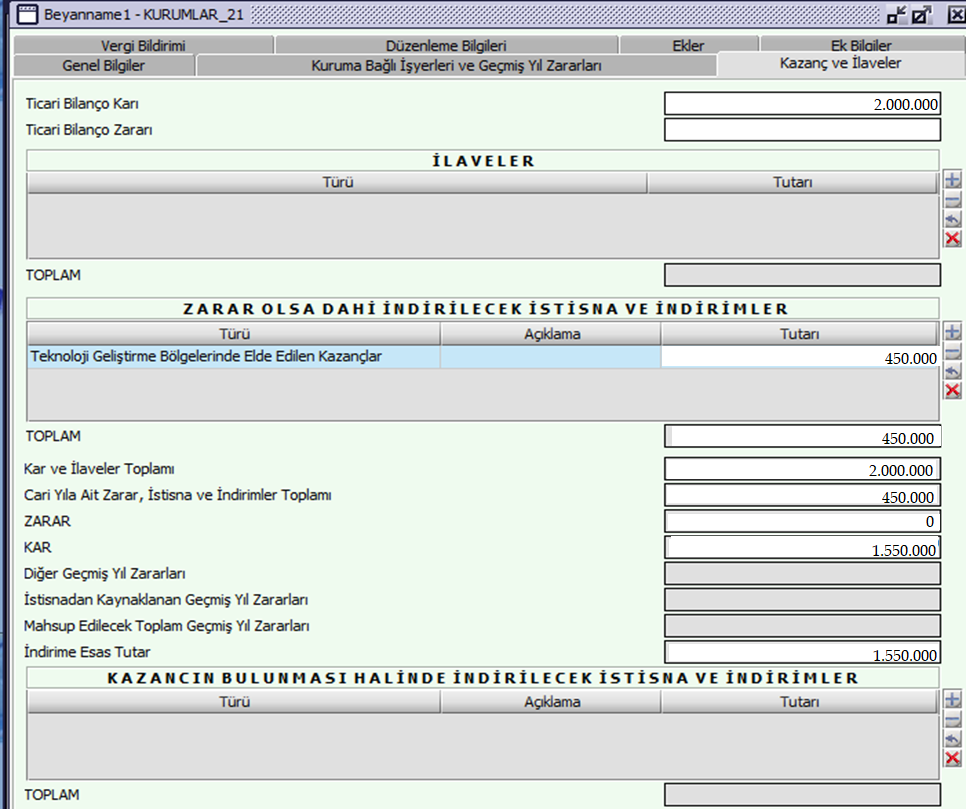 Beyanname1 - KURUMLAR_21
Vergi Bildirimi Düzenleme Bilgileri Ekler Ek Bilgiler
Genel Bilgiler Kuruma Bağlı İşyerleri ve Geçmiş Yıl Zararları Kazanç ve İlaveler
Ticari Bilanço Karı 2.000.000
Ticari Bilanço Zararı
İLAVELER
Türü Tutarı
TOPLAM
ZARAR OLSA DAHİ İNDİRİLECEK İSTİSNA VE İNDİRİMLER
Türü Açıklama Tutarı
Teknoloji Geliştirme Bölgelerinde Elde Edilen Kazançlar 450.000
TOPLAM 450.000
Kar ve İlaveler Toplamı 2.000.000
Cari Yıla Ait Zarar, İstisna ve İndirimler Toplamı 450.000
ZARAR 0
KAR 1.550.000
Diğer Geçmiş Yıl Zararları
İstisnadan Kaynaklanan Geçmiş Yıl Zararları
Mahsup Edilecek Toplam Geçmiş Yıl Zararları
İndirime Esas Tutar 1.550.000
KAZANCIN BULUNMASI HALİNDE İNDİRİLECEK İSTİSNA VE İNDİRİMLER
Türü Açıklama Tutarı
TOPLAM